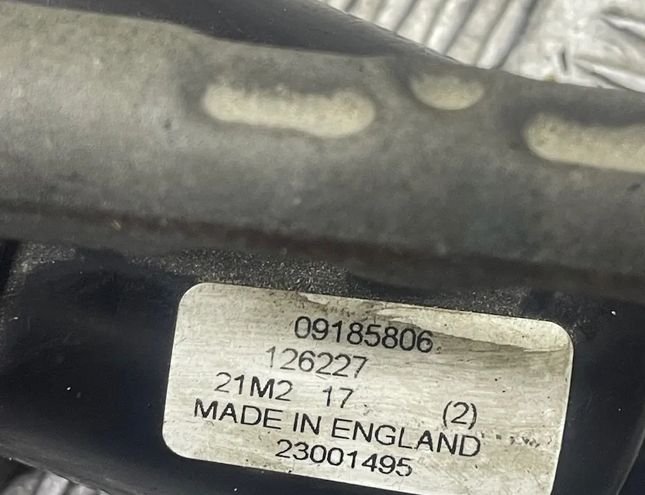 09185806
126227
21M2 17 (2)
MADE IN ENGLAND
23001495